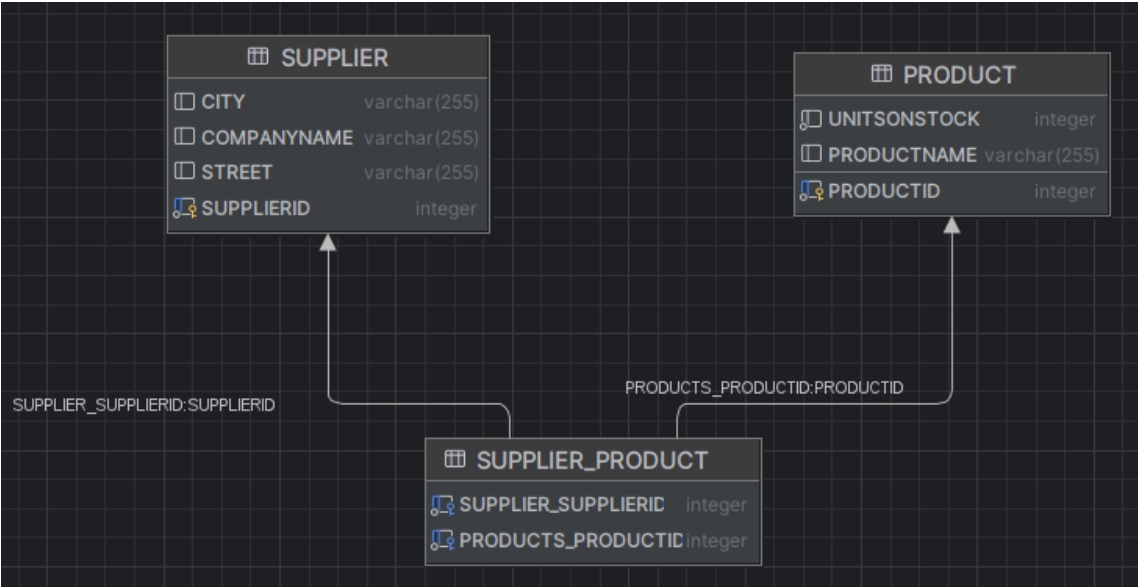 SUPPLIER
CITY varchar(255)
COMPANYNAME varchar(255)
STREET varchar(255)
SUPPLIERID integer
PRODUCT
UNITSONSTOCK integer
PRODUCTNAME varchar(255)
PRODUCTID integer
SUPPLIER_SUPPLIERID:SUPPLIERID
PRODUCTS_PRODUCTID:PRODUCTID
SUPPLIER_PRODUCT
SUPPLIER_SUPPLIERID integer
PRODUCTS_PRODUCTID integer